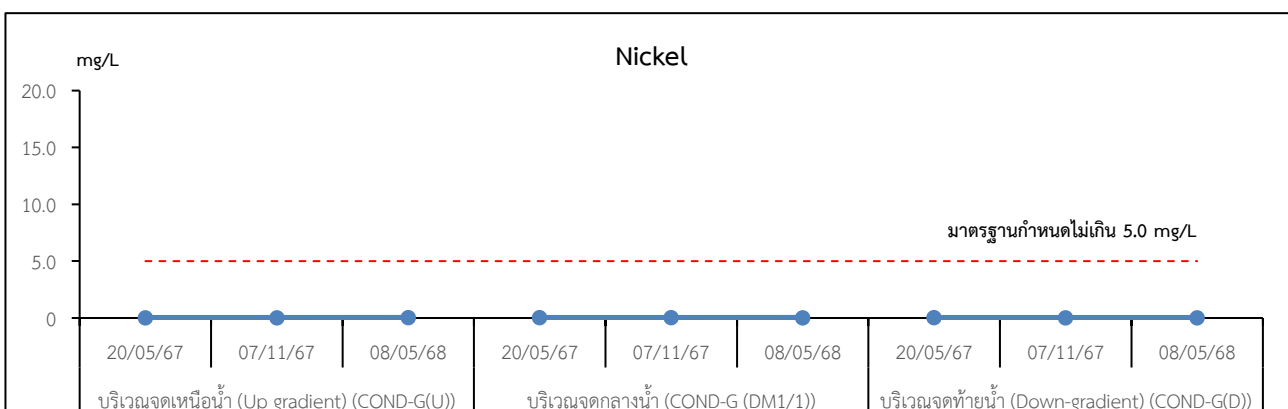 Nickel
mg/L
20.0
15.0
10.0
มาตรฐานกำหนดไม่เกิน 5.0 mg/L
5.0
0
20/05/67 07/11/67 08/05/68 20/05/67 07/11/67 08/05/68 20/05/67 07/11/67 08/05/68
บริเวณจุดเหนือน้ำ (Up gradient) (COND-G(U)) บริเวณจุดกลางน้ำ (COND-G (DM1/1)) บริเวณจุดท้ายน้ำ (Down-gradient) (COND-G(D))